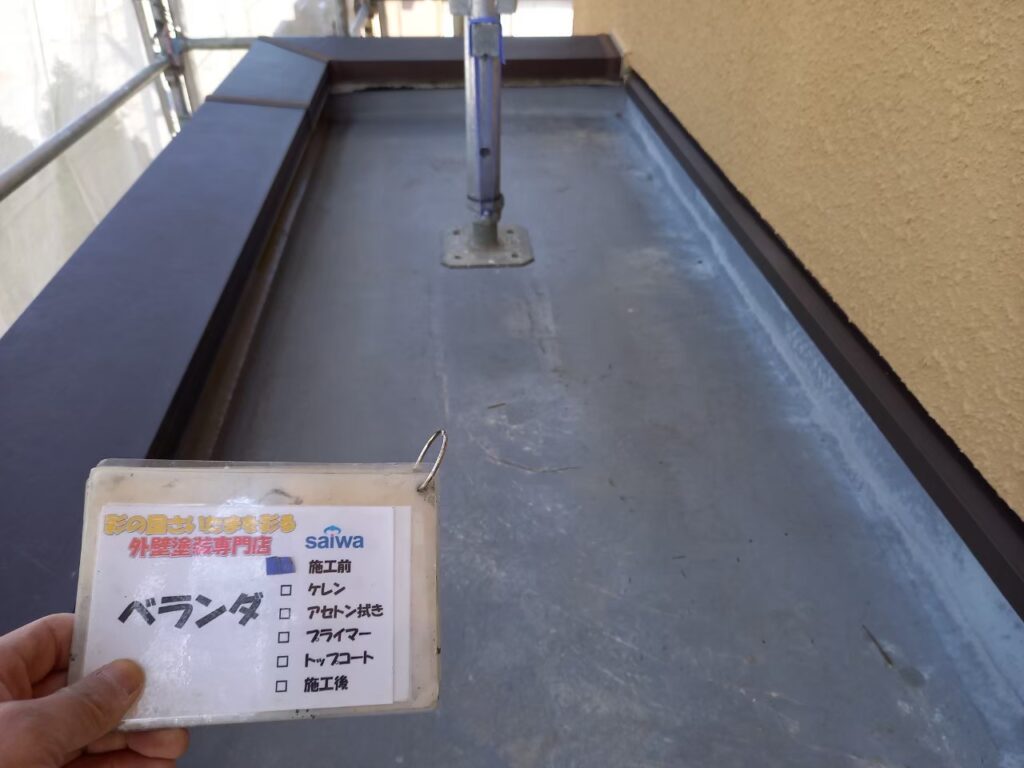 彩の国さいたまを彩る
外壁塗装専門店
saiwa
ベランダ
施工前
ケレン
アセトン拭き
プライマー
トップコート
施工後